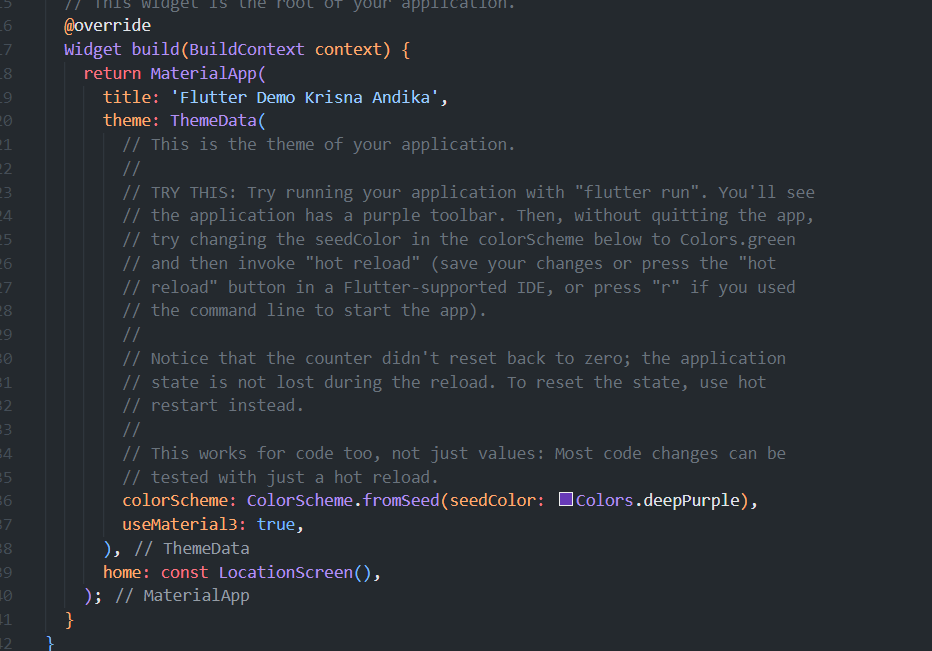 // This widget is the root of your application.
16 @override
17 Widget build(BuildContext context) {
18 return MaterialApp(
19 title: 'Flutter Demo Krisna Andika',
20 theme: ThemeData(
21 // This is the theme of your application.
22 //
23 // TRY THIS: Try running your application with "flutter run". You'll see
24 // the application has a purple toolbar. Then, without quitting the app,
25 // try changing the seedColor in the colorScheme below to Colors.green
26 // and then invoke "hot reload" (save your changes or press the "hot
27 // reload" button in a Flutter-supported IDE, or press "r" if you used
28 // the command line to start the app).
29 //
30 // Notice that the counter didn't reset back to zero; the application
31 // state is not lost during the reload. To reset the state, use hot
32 // restart instead.
33 //
34 // This works for code too, not just values: Most code changes can be
35 // tested with just a hot reload.
36 colorScheme: ColorScheme.fromSeed(seedColor: Colors.deepPurple),
37 useMaterial3: true,
38 ), // ThemeData
39 home: const LocationScreen(),
40 ); // MaterialApp
41 }
42 }